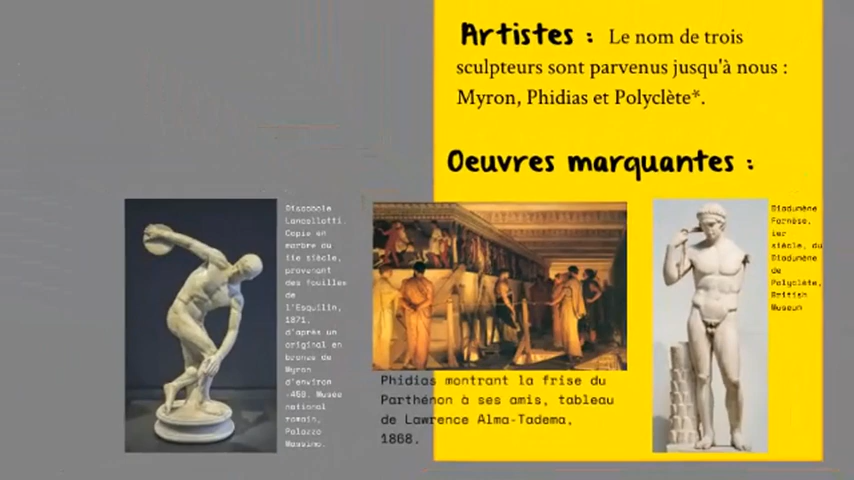 Artistes : Le nom de trois
sculpteurs sont parvenus jusqu'à nous :
Myron, Phidias et Polyclète*.
Oeuvres marquantes :
Discobole
Lancellotti.
Copie en
marbre du
iie siècle,
provenant
des fouilles
de
l'Esquilin,
1871,
d'après un
original en
bronze de
Myron
d'environ
-450. Musée
national
romain,
Palazzo
Massimo.
Phidias montrant la frise du
Parthénon à ses amis, tableau
de Lawrence Alma-Tadema,
1868.
Diadumène
Farnèse,
ier
siècle, du
Diadumène
de
Polyclète,
British
Museum